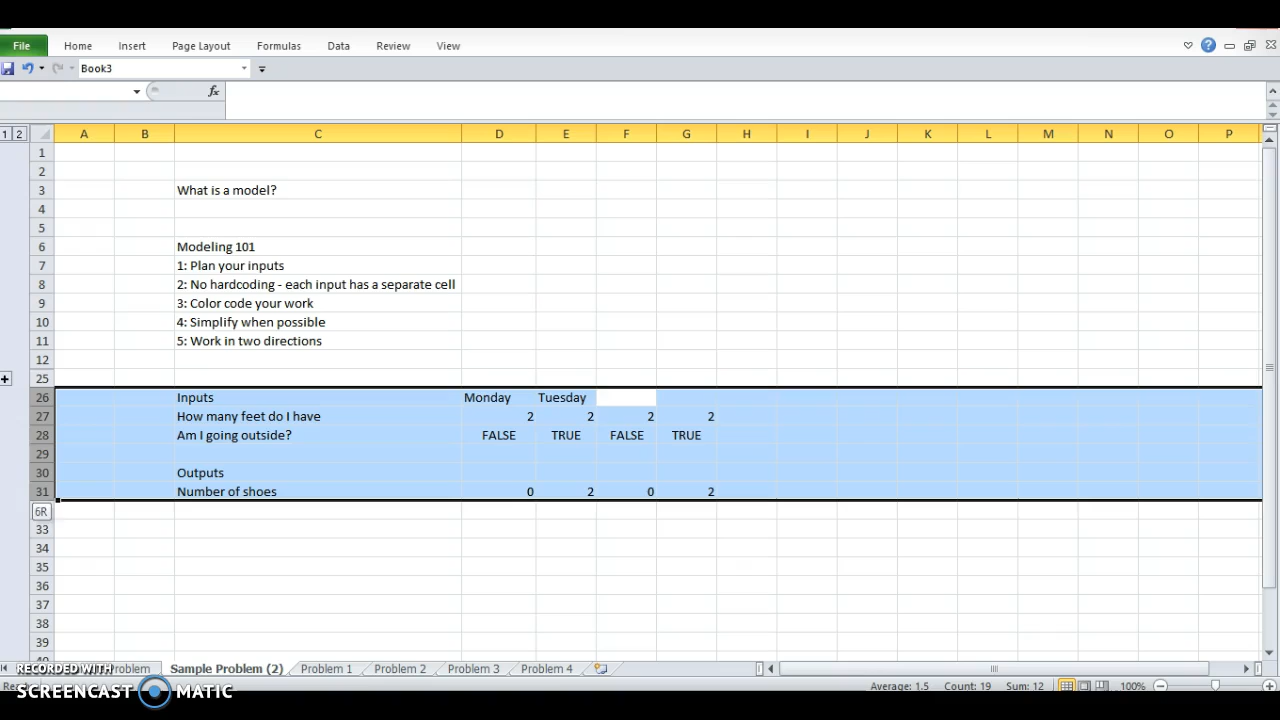 File Home Insert Page Layout Formulas Data Review View
Book3
fx
1 2 A B C D E F G H I J K L M N O P
1
2
3 What is a model?
4
5
6 Modeling 101
7 1: Plan your inputs
8 2: No hardcoding - each input has a separate cell
9 3: Color code your work
10 4: Simplify when possible
11 5: Work in two directions
12
25
26 Inputs Monday Tuesday
27 How many feet do I have 2 2 2 2
28 Am I going outside? FALSE TRUE FALSE TRUE
29
30 Outputs
31 Number of shoes 0 2 0 2
6R
33
34
35
36
37
38
39
RECORDED WITH Problem Sample Problem (2) Problem 1 Problem 2 Problem 3 Problem 4
SCREENCAST MATIC Average: 1.5 Count: 19 Sum: 12 100%